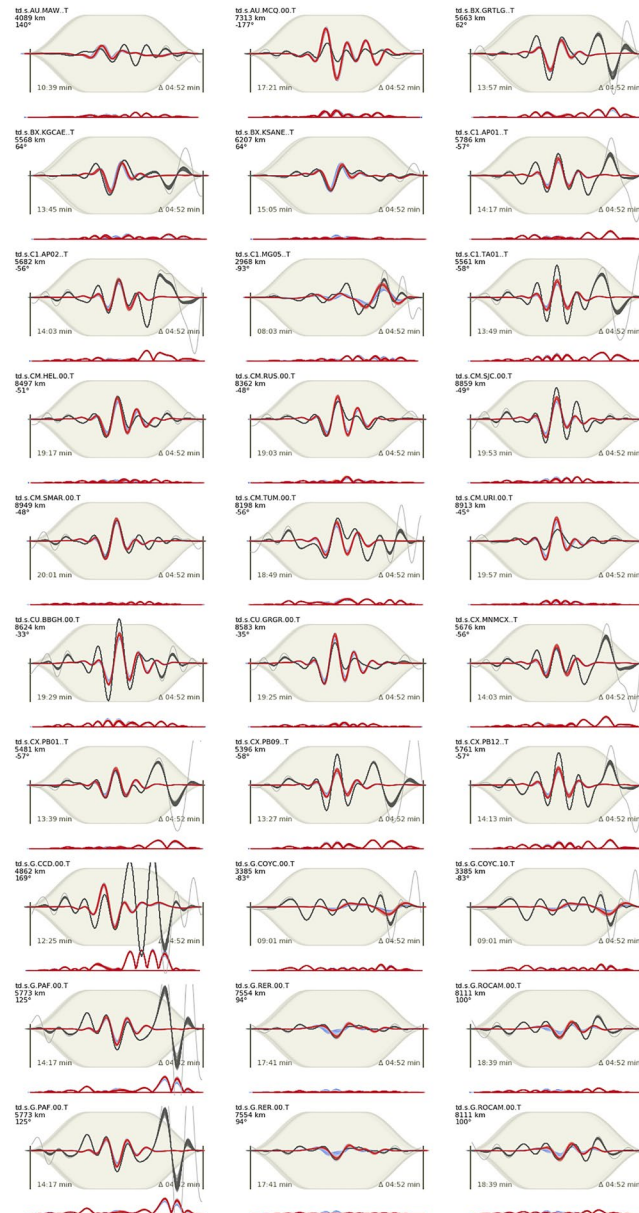 td.s.AU.MAW..T
4089 km
140°
10:39 min
Δ 04:52 min
td.s.AU.MCQ.00.T
7313 km
-177°
17:21 min
Δ 04:52 min
td.s.BX.GRTLG..T
5663 km
62°
13:57 min
Δ 04:52 min
td.s.BX.KGCAE..T
5568 km
64°
13:45 min
Δ 04:52 min
td.s.BX.KSANE..T
6207 km
64°
15:05 min
Δ 04:52 min
td.s.C1.AP01..T
5786 km
-57°
14:17 min
Δ 04:52 min
td.s.C1.AP02..T
5682 km
-56°
14:03 min
Δ 04:52 min
td.s.C1.MG05..T
2968 km
-93°
08:03 min
Δ 04:52 min
td.s.C1.TA01..T
5561 km
-58°
13:49 min
Δ 04:52 min
td.s.CM.HEL.00.T
8497 km
-51°
19:17 min
Δ 04:52 min
td.s.CM.RUS.00.T
8362 km
-48°
19:03 min
Δ 04:52 min
td.s.CM.SJC.00.T
8859 km
-49°
19:53 min
Δ 04:52 min
td.s.CM.SMAR.00.T
8949 km
-48°
20:01 min
Δ 04:52 min
td.s.CM.TUM.00.T
8198 km
-56°
18:49 min
Δ 04:52 min
td.s.CM.URI.00.T
8913 km
-45°
19:57 min
Δ 04:52 min
td.s.CU.BBGH.00.T
8624 km
-33°
19:29 min
Δ 04:52 min
td.s.CU.GRGR.00.T
8583 km
-35°
19:25 min
Δ 04:52 min
td.s.CX.MNMCX..T
5676 km
-56°
14:03 min
Δ 04:52 min
td.s.CX.PB01..T
5481 km
-57°
13:39 min
Δ 04:52 min
td.s.CX.PB09..T
5396 km
-58°
13:27 min
Δ 04:52 min
td.s.CX.PB12..T
5761 km
-57°
14:13 min
Δ 04:52 min
td.s.G.CCD.00.T
4862 km
169°
12:25 min
Δ 04:52 min
td.s.G.COYC.00.T
3385 km
-83°
09:01 min
Δ 04:52 min
td.s.G.COYC.10.T
3385 km
-83°
09:01 min
Δ 04:52 min
td.s.G.PAF.00.T
5773 km
125°
14:17 min
Δ 04:52 min
td.s.G.RER.00.T
7554 km
94°
17:41 min
Δ 04:52 min
td.s.G.ROCAM.00.T
8111 km
100°
18:39 min
Δ 04:52 min
td.s.G.PAF.00.T
5773 km
125°
14:17 min
Δ 04:52 min
td.s.G.RER.00.T
7554 km
94°
17:41 min
Δ 04:52 min
td.s.G.ROCAM.00.T
8111 km
100°
18:39 min
Δ 04:52 min